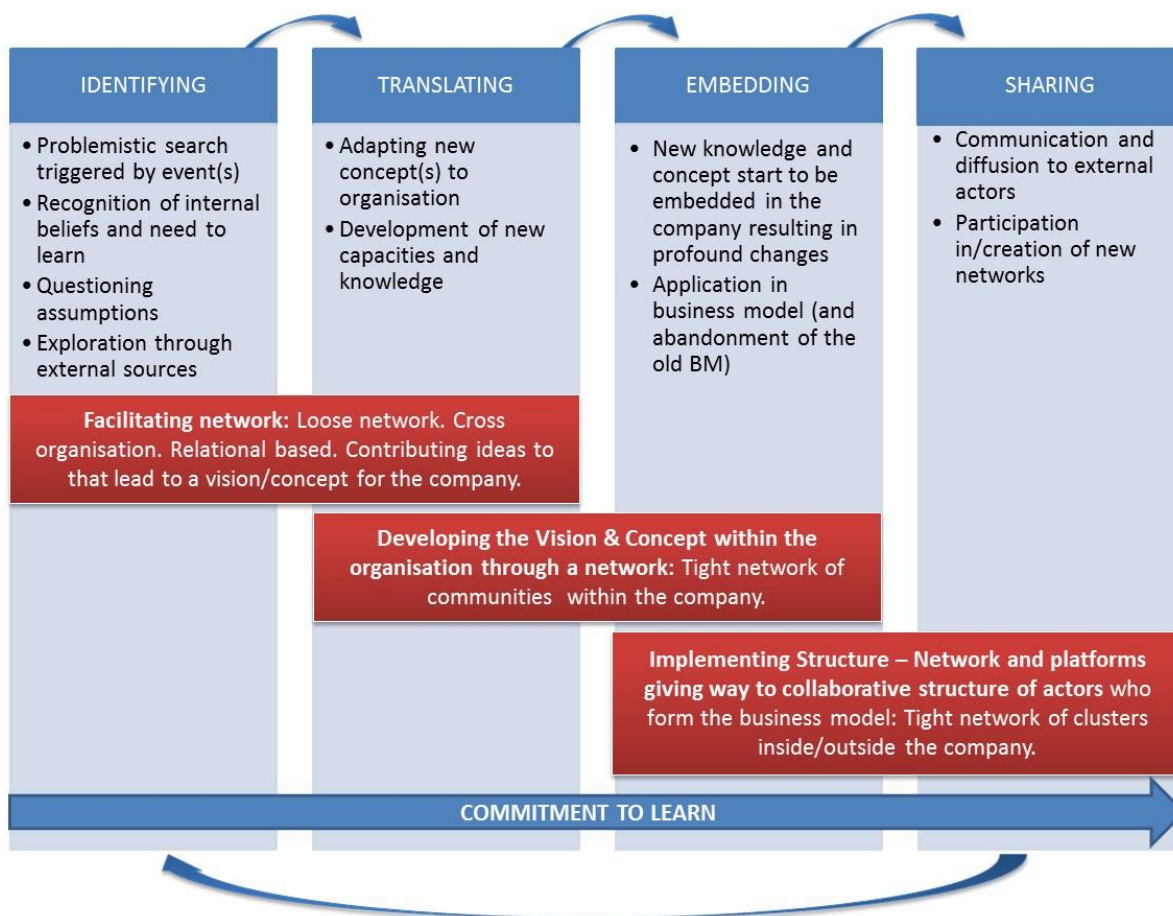 IDENTIFYING
• Problemistic search
triggered by event(s)
• Recognition of internal
beliefs and need to
learn
• Questioning
assumptions
• Exploration through
external sources
TRANSLATING
• Adapting new
concept(s) to
organisation
• Development of new
capacities and
knowledge
EMBEDDING
• New knowledge and
concept start to be
embedded in the
company resulting in
profound changes
• Application in
business model (and
abandonment of the
old BM)
SHARING
• Communication and
diffusion to external
actors
• Participation
in/creation of new
networks
Facilitating network: Loose network. Cross
organisation. Relational based. Contributing ideas to
that lead to a vision/concept for the company.
Developing the Vision & Concept within the
organisation through a network: Tight network of
communities within the company.
Implementing Structure – Network and platforms
giving way to collaborative structure of actors who
form the business model: Tight network of clusters
inside/outside the company.
COMMITMENT TO LEARN